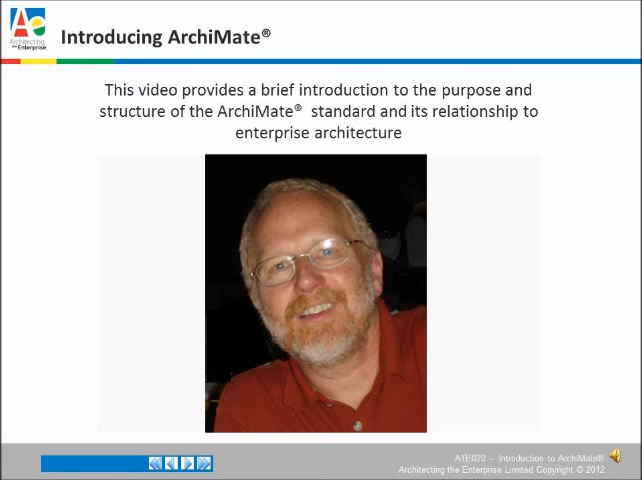 Ae
Architecting
the Enterprise
Introducing ArchiMate®
This video provides a brief introduction to the purpose and
structure of the ArchiMate® standard and its relationship to
enterprise architecture
ATE020 – Introduction to ArchiMate®
Architecting the Enterprise Limited Copyright © 2012